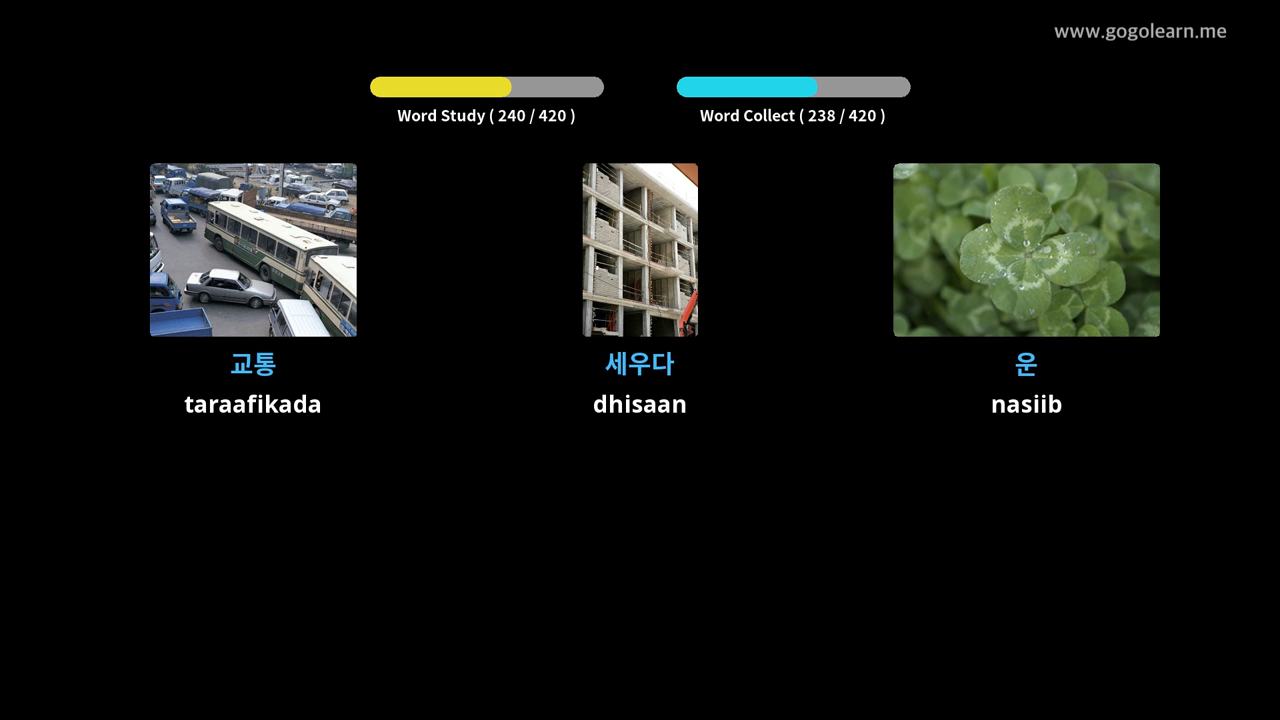 www.gogolearn.me
Word Study ( 240 / 420 )
Word Collect ( 238 / 420 )
교통
세우다
운
taraafikada
dhisaan
nasiib